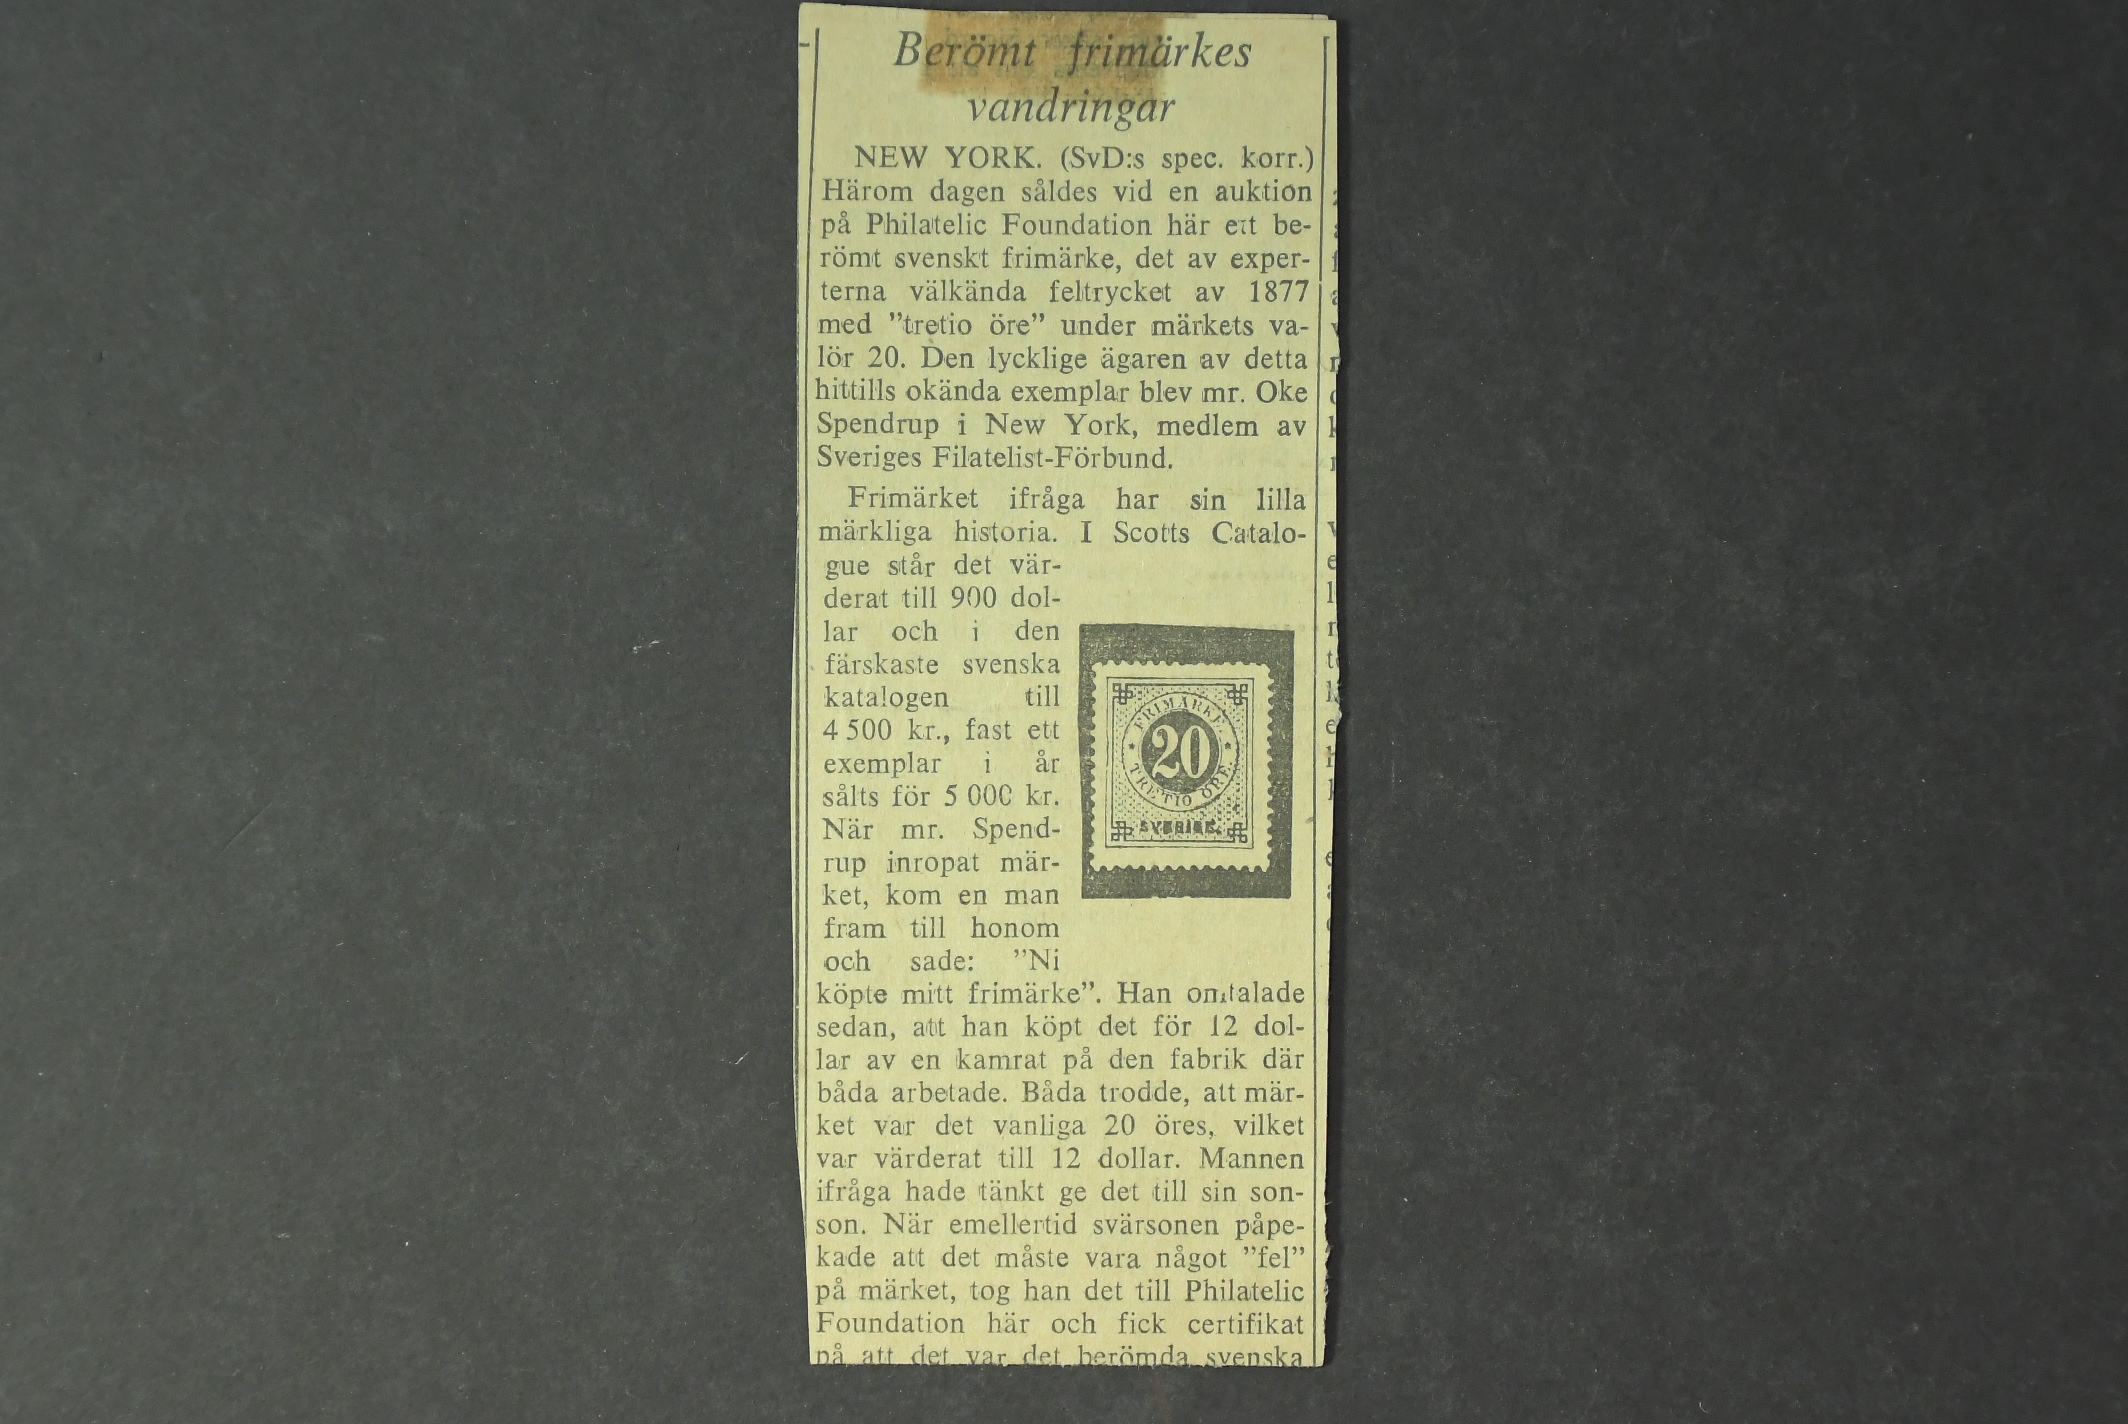 Berömt frimärkes
vandringar
NEW YORK. (SvD:s spec. korr.)
Härom dagen såldes vid en auktion
på Philatelic Foundation här ett be-
römt svenskt frimärke, det av exper-
terna välkända feltrycket av 1877
med ”tretio öre” under märkets va-
lör 20. Den lycklige ägaren av detta
hittills okända exemplar blev mr. Oke
Spendrup i New York, medlem av
Sveriges Filatelist-Förbund.
Frimärket ifråga har sin lilla
märkliga historia. I Scotts Catalo-
gue står det vär-
derat till 900 dol-
lar och i den
färskaste svenska
katalogen till
4 500 kr., fast ett
exemplar i år
sålts för 5 000 kr.
När mr. Spend-
rup inropat mär-
ket, kom en man
fram till honom
och sade: ”Ni
köpte mitt frimärke”. Han omtalade
sedan, att han köpt det för 12 dol-
lar av en kamrat på den fabrik där
båda arbetade. Båda trodde, att mär-
ket var det vanliga 20 öres, vilket
var värderat till 12 dollar. Mannen
ifråga hade tänkt ge det till sin son-
son. När emellertid svärsonen påpe-
kade att det måste vara något ”fel”
på märket, tog han det till Philatelic
Foundation här och fick certifikat
på att det var det berömda svenska
FRIMÄRKE
20
TRETIO ÖRE
SVERIGE.